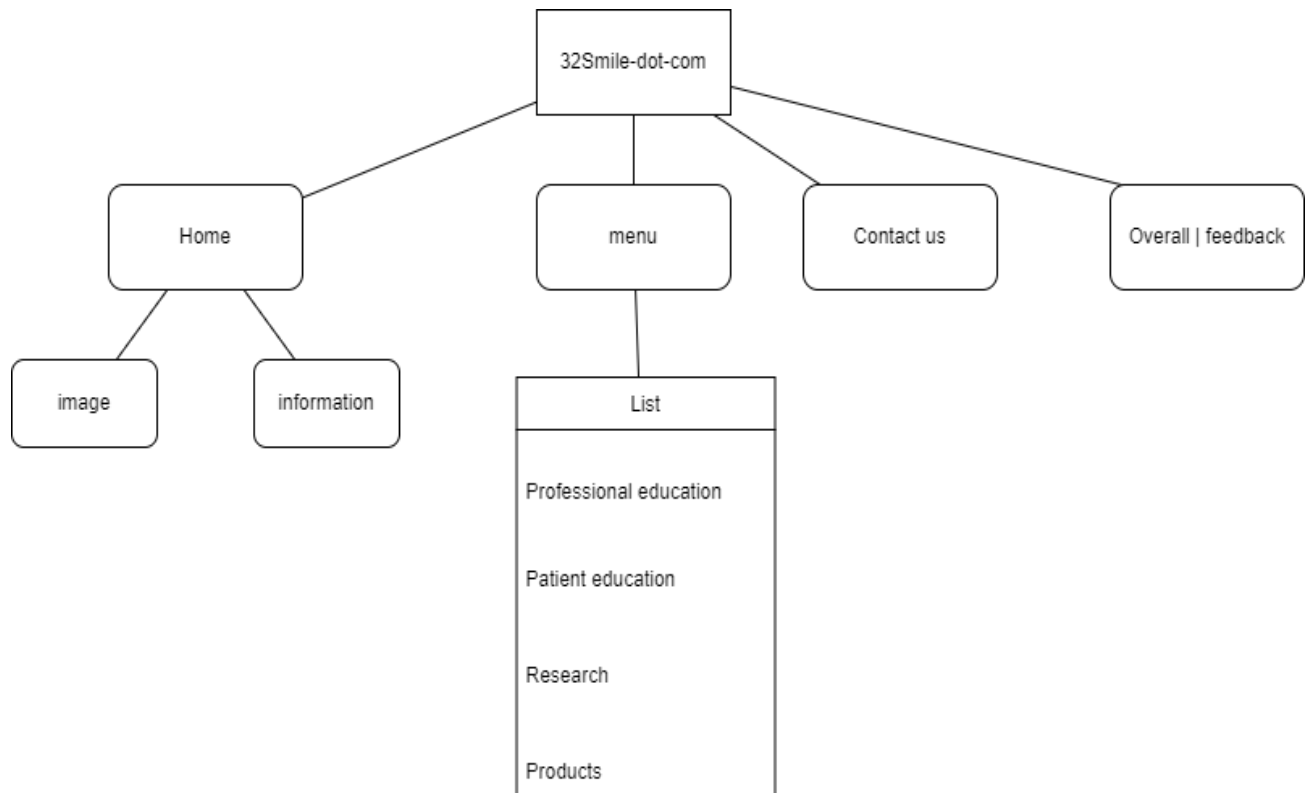 32Smile-dot-com
Home
menu
Contact us
Overall | feedback
image
information
List
Professional education
Patient education
Research
Products